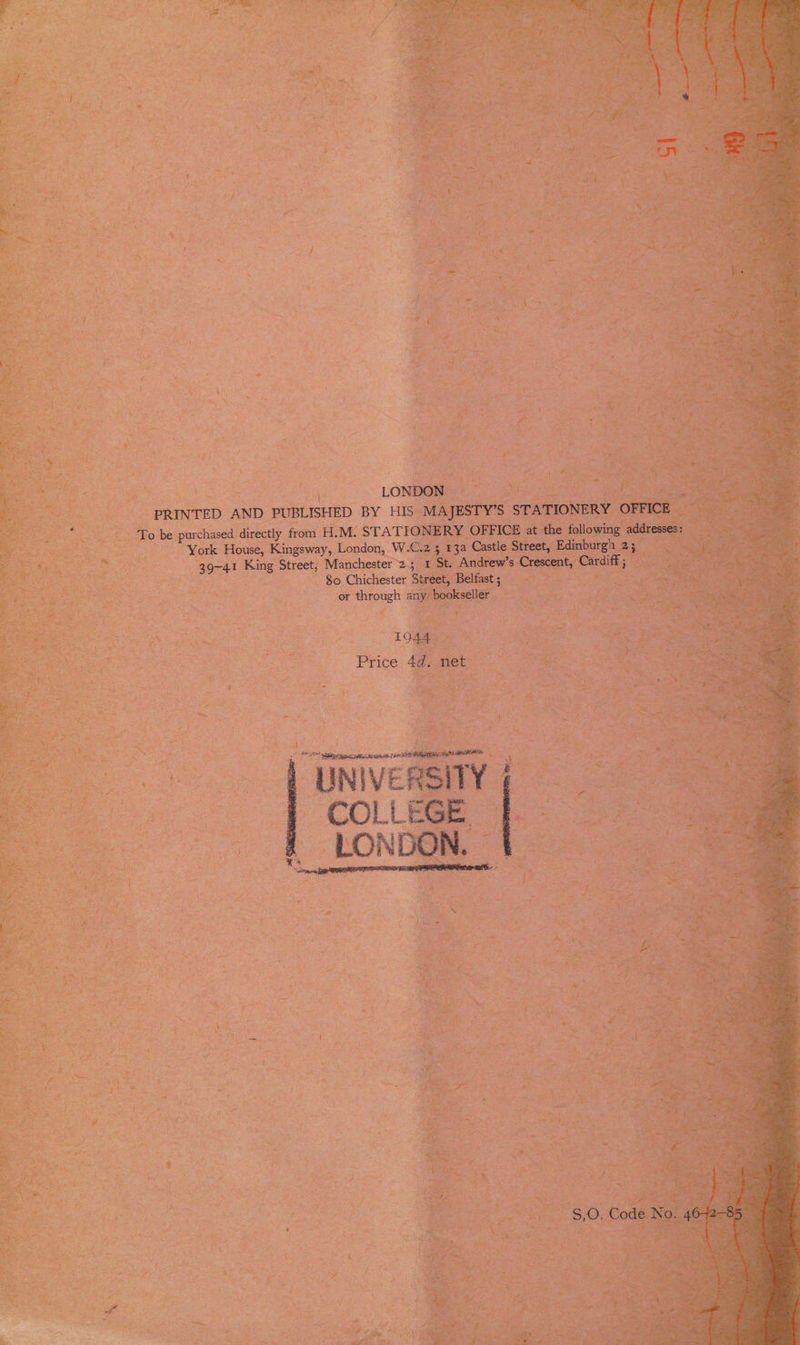 LONDON
PRINTED AND PUBLISHED BY HIS MAJESTY'S STATIONERY OFFICE
To be purchased directly from H.M. STATIONERY OFFICE at the following addresses:
York House, Kingsway, London, W.C.2; 13a Castle Street, Edinburgh 2;
39-41 King Street, Manchester 2; 1 St. Andrew's Crescent, Cardiff;
80 Chichester Street, Belfast;
or through any bookseller
1944
Price 4d. net
UNIVERSITY
COLLEGE
LONDON.
S.O. Code No. 46-42-85